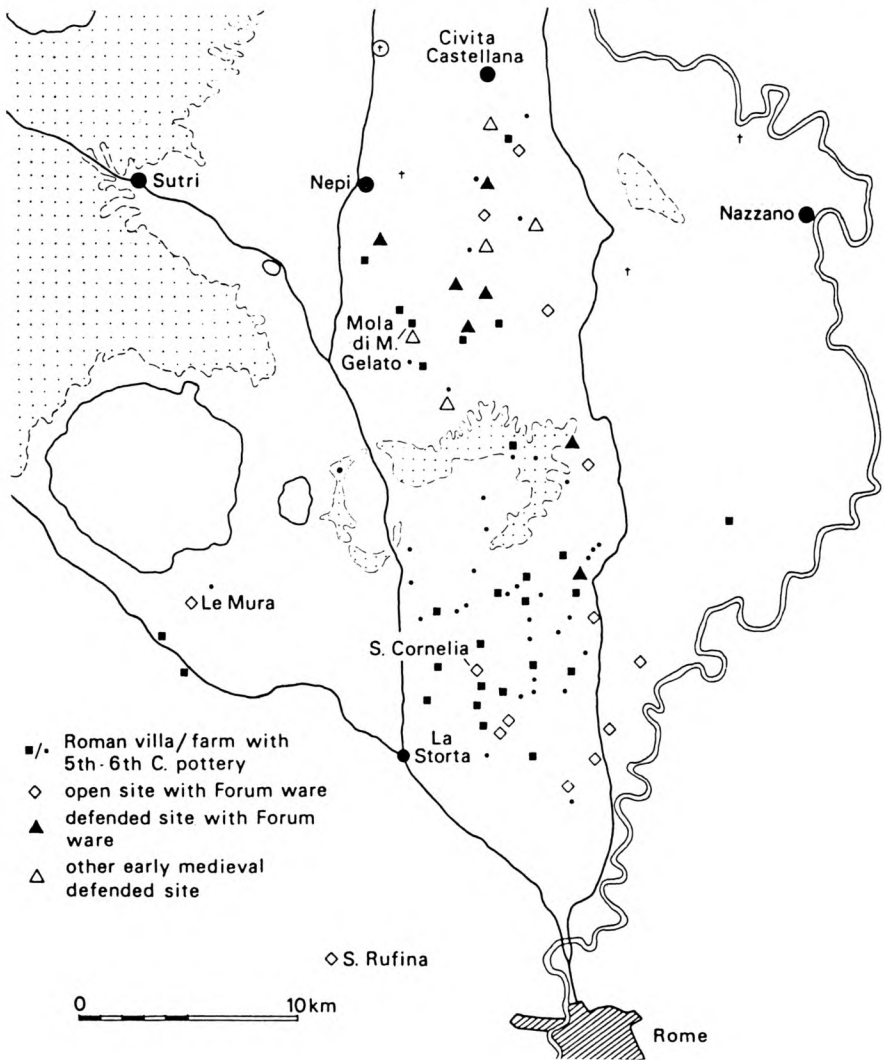 Civita
Castellana
Sutri
Nepi
Nazzano
Mola
di M.
Gelato
Le Mura
S. Cornelia
La
Storta
Roman villa/farm with
5th-6th C. pottery
open site with Forum ware
defended site with Forum
ware
other early medieval
defended site
S. Rufina
0 10km
Rome